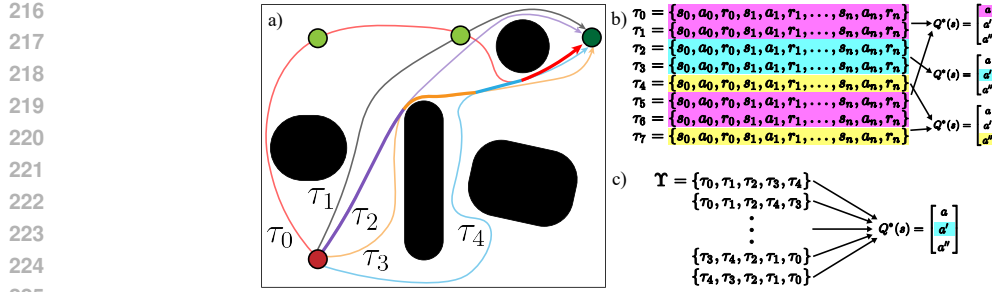 216
217
218
219
220
221
222
223
224
a)
τ₁
τ₂
τ₀
τ₃
τ₄
b)
τ₀ = {s₀, a₀, r₀, s₁, a₁, r₁, . . . , sₙ, aₙ, rₙ}
τ₁ = {s₀, a₀, r₀, s₁, a₁, r₁, . . . , sₙ, aₙ, rₙ}
τ₂ = {s₀, a₀, r₀, s₁, a₁, r₁, . . . , sₙ, aₙ, rₙ}
τ₃ = {s₀, a₀, r₀, s₁, a₁, r₁, . . . , sₙ, aₙ, rₙ}
τ₄ = {s₀, a₀, r₀, s₁, a₁, r₁, . . . , sₙ, aₙ, rₙ}
τ₅ = {s₀, a₀, r₀, s₁, a₁, r₁, . . . , sₙ, aₙ, rₙ}
τ₆ = {s₀, a₀, r₀, s₁, a₁, r₁, . . . , sₙ, aₙ, rₙ}
τ₇ = {s₀, a₀, r₀, s₁, a₁, r₁, . . . , sₙ, aₙ, rₙ}
a
Q*(s) = [ a'
a''
a
Q*(s) = [ a'
a''
a
Q*(s) = [ a'
a''
c)
ϒ = {τ₀, τ₁, τ₂, τ₃, τ₄}
{τ₀, τ₁, τ₂, τ₄, τ₃}
⋮
{τ₃, τ₄, τ₂, τ₁, τ₀}
{τ₄, τ₃, τ₂, τ₁, τ₀}
a
Q*(s) = [ a' ]
a''